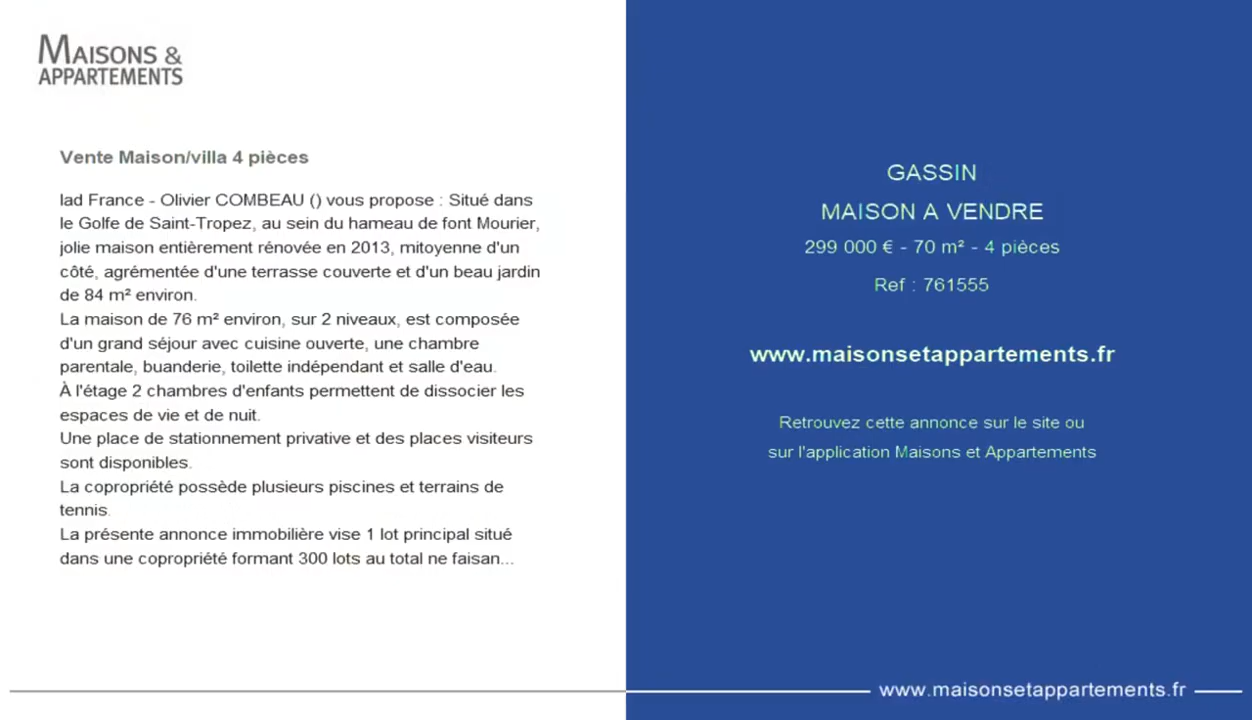 MAISONS &
APPARTEMENTS
Vente Maison/villa 4 pièces
Iad France - Olivier COMBEAU () vous propose : Situé dans
le Golfe de Saint-Tropez, au sein du hameau de font Mourier,
jolie maison entièrement rénovée en 2013, mitoyenne d'un
côté, agrémentée d'une terrasse couverte et d'un beau jardin
de 84 m² environ.
La maison de 76 m² environ, sur 2 niveaux, est composée
d'un grand séjour avec cuisine ouverte, une chambre
parentale, buanderie, toilette indépendant et salle d'eau.
À l'étage 2 chambres d'enfants permettent de dissocier les
espaces de vie et de nuit.
Une place de stationnement privative et des places visiteurs
sont disponibles.
La copropriété possède plusieurs piscines et terrains de
tennis.
La présente annonce immobilière vise 1 lot principal situé
dans une copropriété formant 300 lots au total ne faisan...
GASSIN
MAISON A VENDRE
299 000 € - 70 m² - 4 pièces
Ref : 761555
www.maisonsetappartements.fr
Retrouvez cette annonce sur le site ou
sur l'application Maisons et Appartements
www.maisonsetappartements.fr